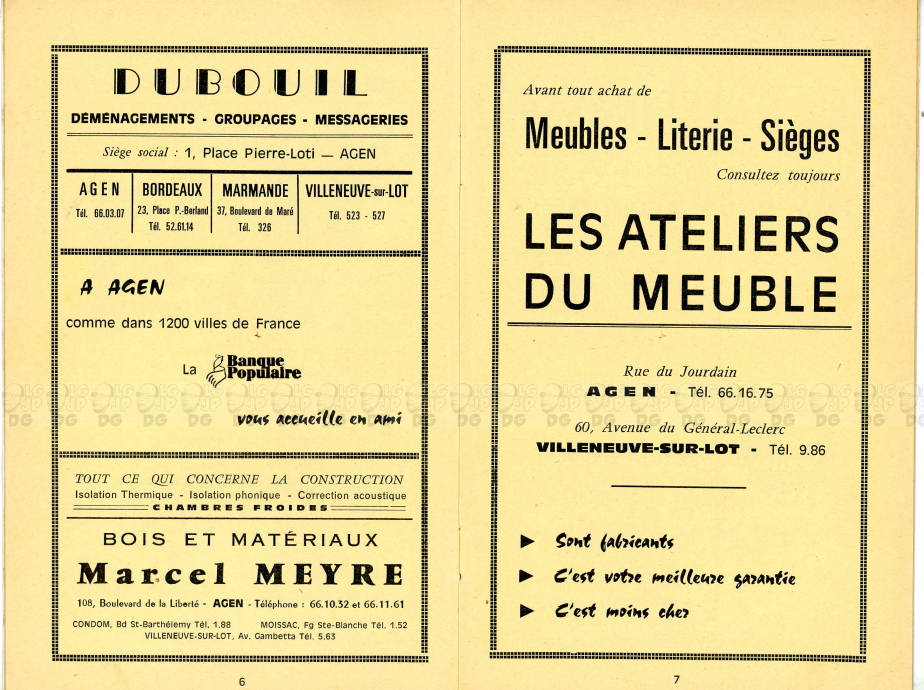 DUBOUIL
DÉMÉNAGEMENTS - GROUPAGES - MESSAGERIES
Siège social : 1, Place Pierre-Loti — AGEN
AGEN
Tél. 66.03.07
BORDEAUX
23, Place P.-Berland
Tél. 52.61.14
MARMANDE
37, Boulevard de Maré
Tél. 326
VILLENEUVE-sur-LOT
Tél. 523 - 527
A AGEN
comme dans 1200 villes de France
La Banque
Populaire
vous accueille en ami
TOUT CE QUI CONCERNE LA CONSTRUCTION
Isolation Thermique - Isolation phonique - Correction acoustique
CHAMBRES FROIDES
BOIS ET MATÉRIAUX
Marcel MEYRE
108, Boulevard de la Liberté - AGEN - Téléphone : 66.10.32 et 66.11.61
CONDOM, Bd St-Barthélemy Tél. 1.88 MOISSAC, Fg Ste-Blanche Tél. 1.52
VILLENEUVE-SUR-LOT, Av. Gambetta Tél. 5.63
6
Avant tout achat de
Meubles - Literie - Sièges
Consultez toujours
LES ATELIERS
DU MEUBLE
Rue du Jourdain
AGEN - Tél. 66.16.75
60, Avenue du Général-Leclerc
VILLENEUVE-SUR-LOT - Tél. 9.86
► Sont fabricants
► C'est votre meilleure garantie
► C'est moins cher
7